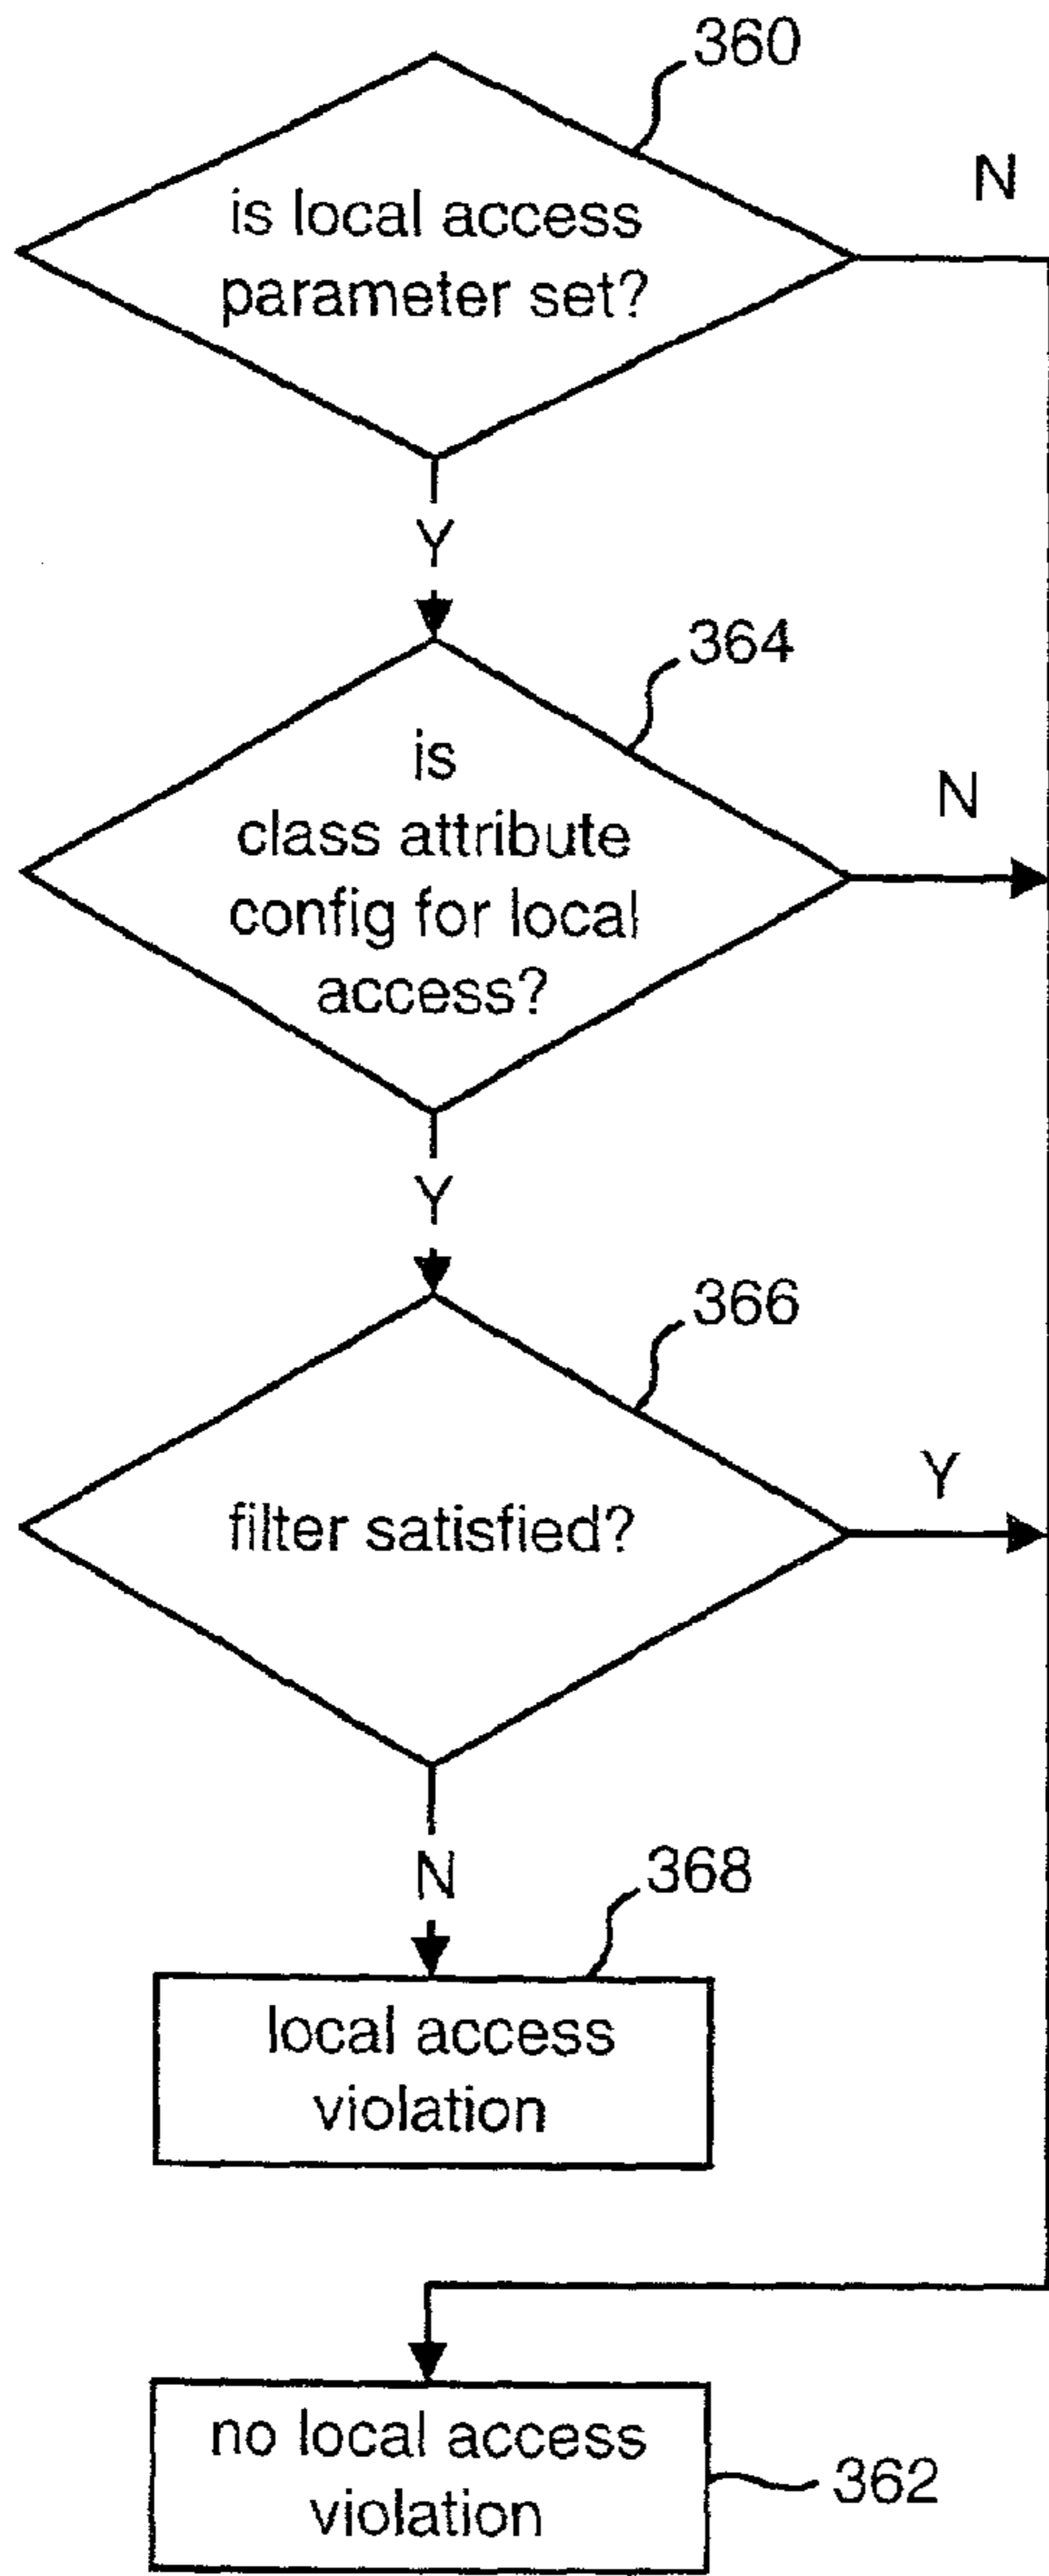 360
N
is local access
parameter set?
Y
364
is
class attribute
config for local
access?
N
Y
366
filter satisfied?
Y
N
368
local access
violation
no local access
violation
362